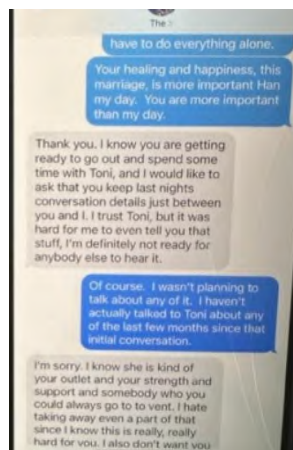 The
have to do everything alone.
Your healing and happiness, this
marriage, is more important Han
my day. You are more important
than my day.
Thank you. I know you are getting
ready to go out and spend some
time with Toni, and I would like to
ask that you keep last nights
conversation details just between
you and I. I trust Toni, but it was
hard for me to even tell you that
stuff, I'm definitely not ready for
anybody else to hear it.
Of course. I wasn't planning to
talk about any of it. I haven't
actually talked to Toni about any
of the last few months since that
initial conversation.
I'm sorry. I know she is kind of
your outlet and your strength and
support and somebody who you
could always go to to vent. I hate
taking away even a part of that
since I know this is really, really
hard for you. I also don't want you